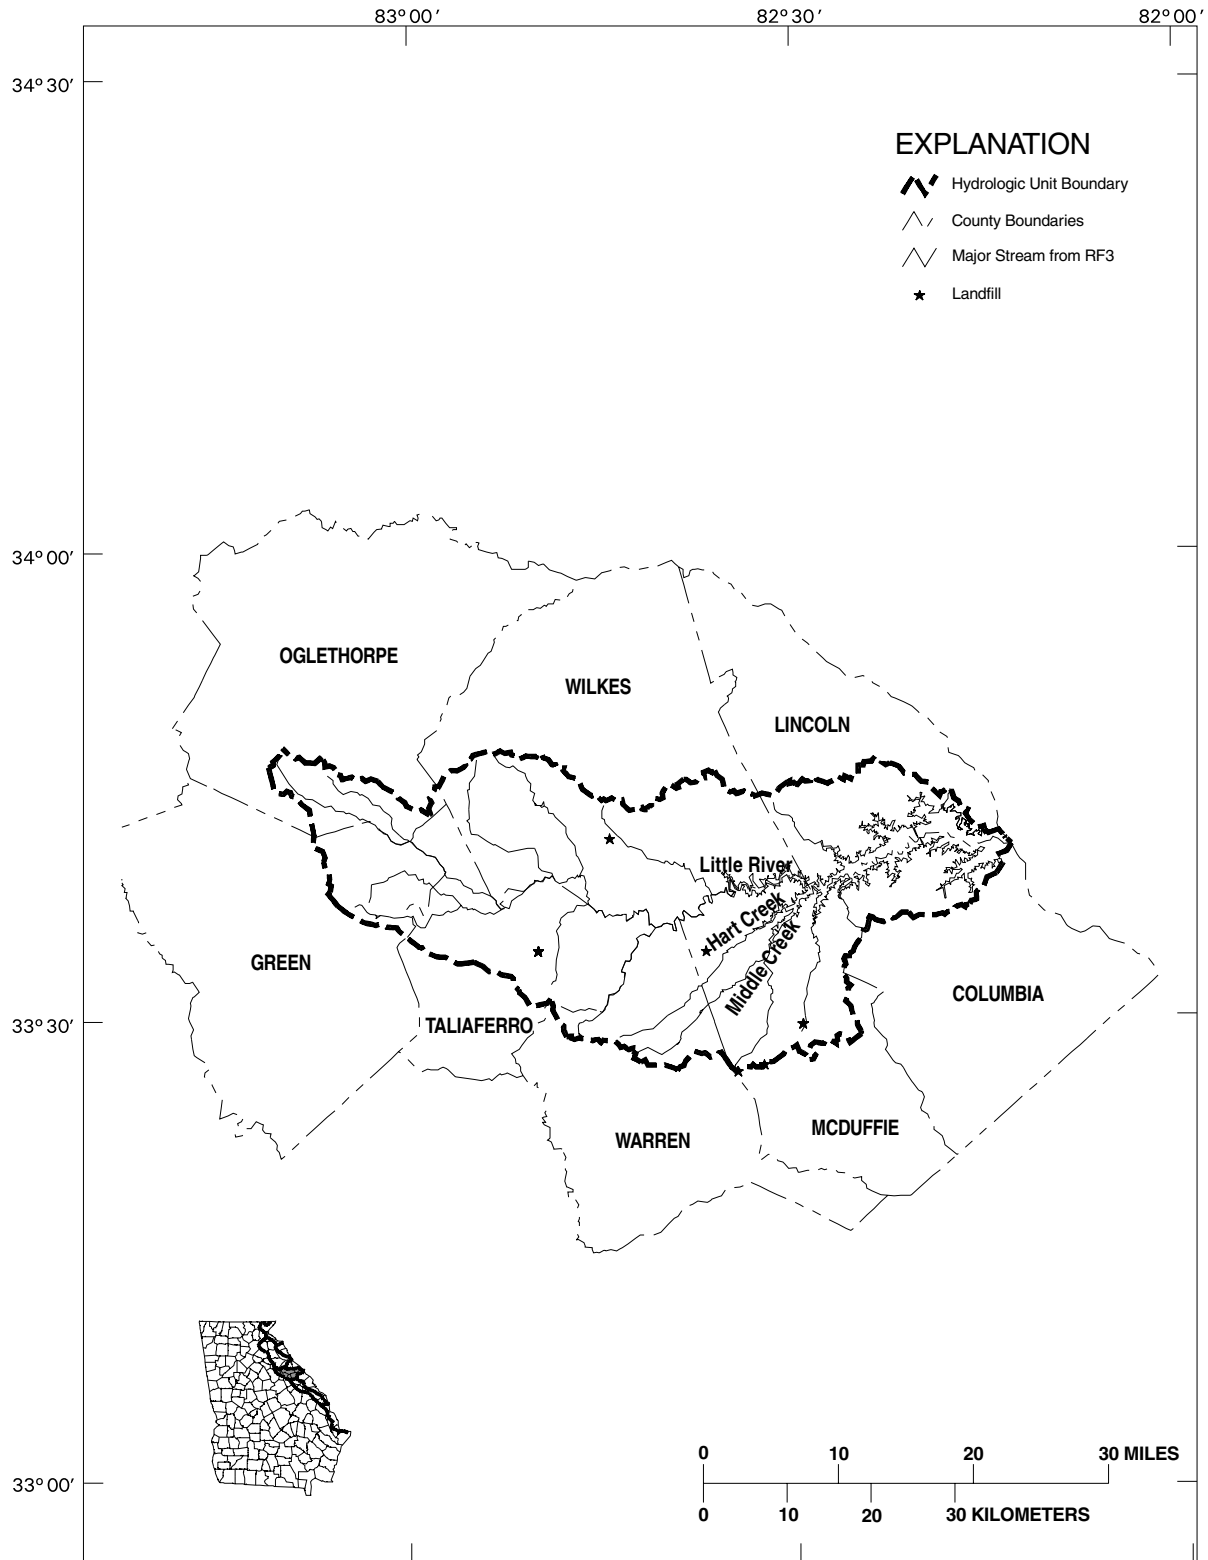 83°00′ 82°30′ 82°00′
34°30′
EXPLANATION
Hydrologic Unit Boundary
County Boundaries
Major Stream from RF3
Landfill
34°00′
OGLETHORPE
WILKES
LINCOLN
Little River
Hart Creek
Middle Creek
GREEN
COLUMBIA
33°30′
TALIAFERRO
MCDUFFIE
WARREN
0 10 20 30 MILES
33°00′
0 10 20 30 KILOMETERS